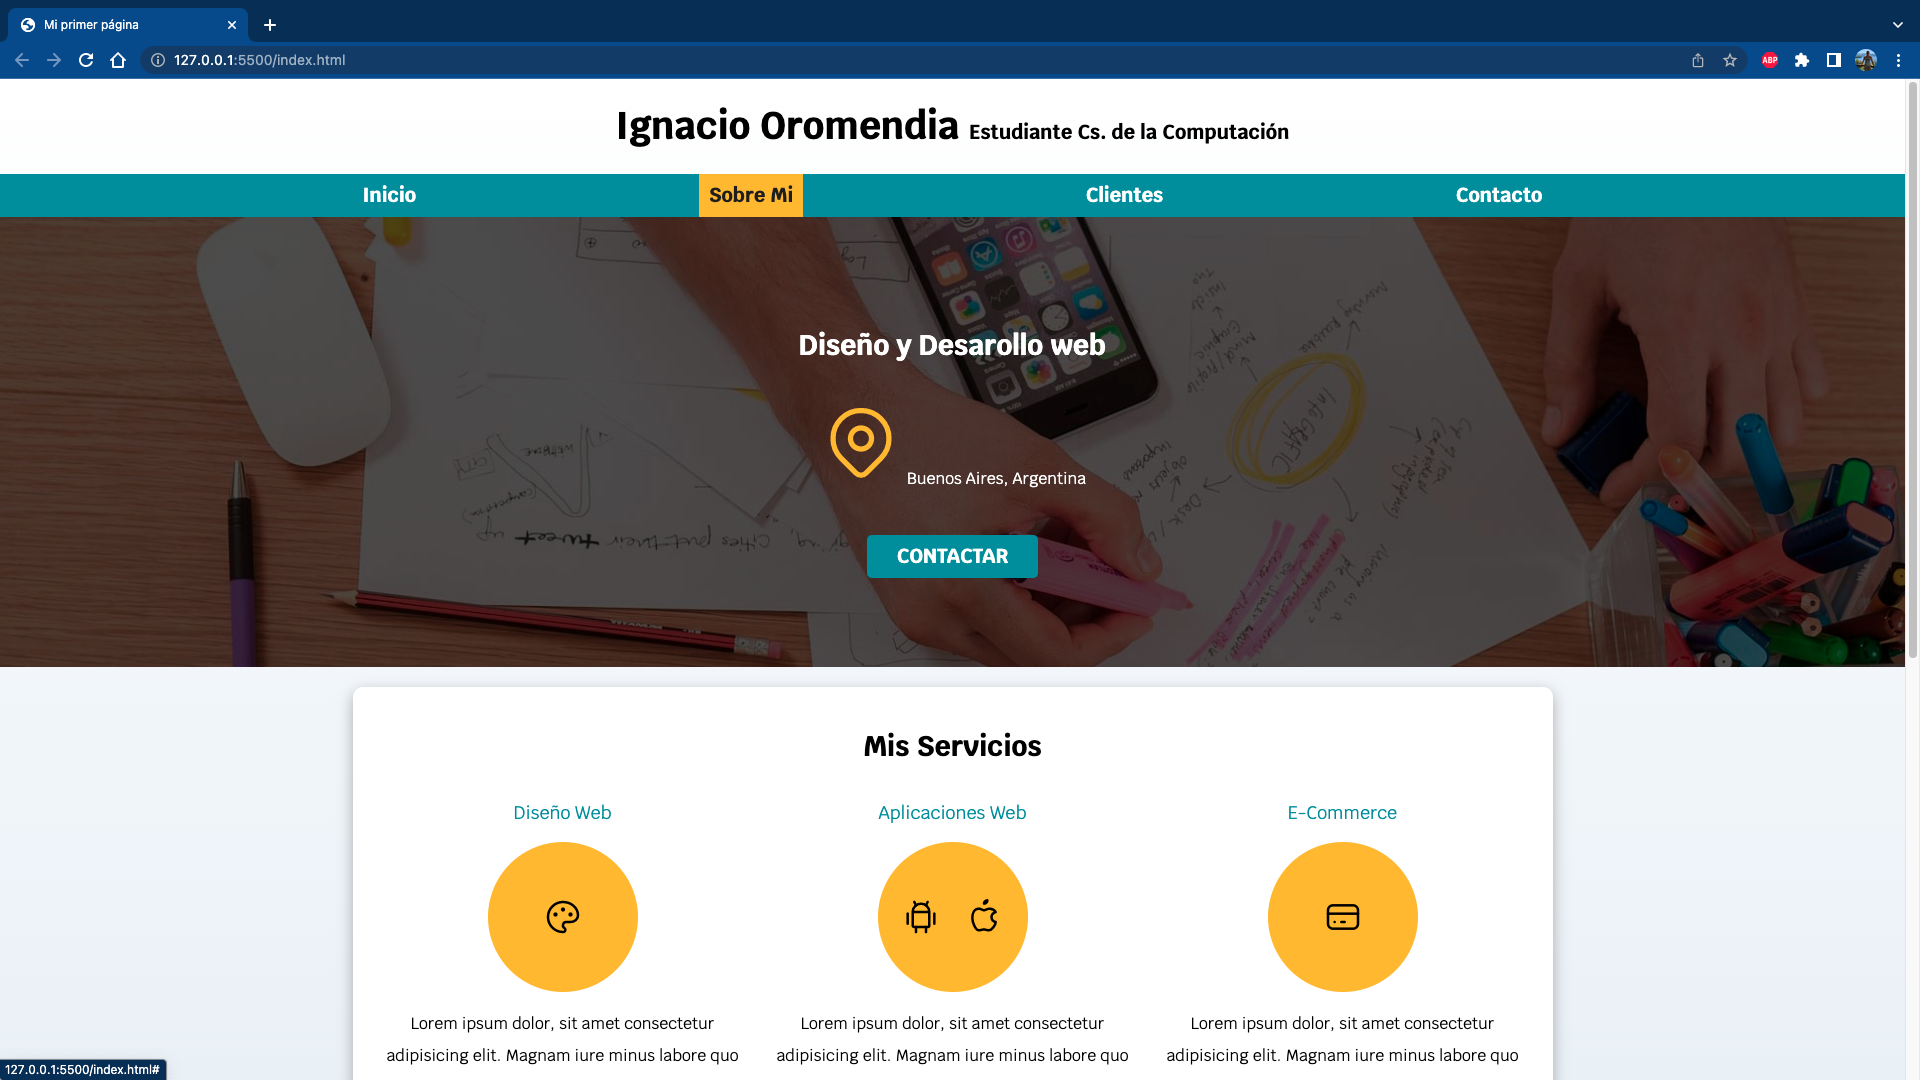 Mi primer página
127.0.0.1:5500/index.html
ABP
Ignacio Oromendia Estudiante Cs. de la Computación
Inicio Sobre Mi Clientes Contacto
Diseño y Desarollo web
Buenos Aires, Argentina
CONTACTAR
Mis Servicios
Diseño Web Aplicaciones Web E-Commerce
Lorem ipsum dolor, sit amet consectetur Lorem ipsum dolor, sit amet consectetur Lorem ipsum dolor, sit amet consectetur
adipisicing elit. Magnam iure minus labore quo adipisicing elit. Magnam iure minus labore quo adipisicing elit. Magnam iure minus labore quo
127.0.0.1:5500/index.html#